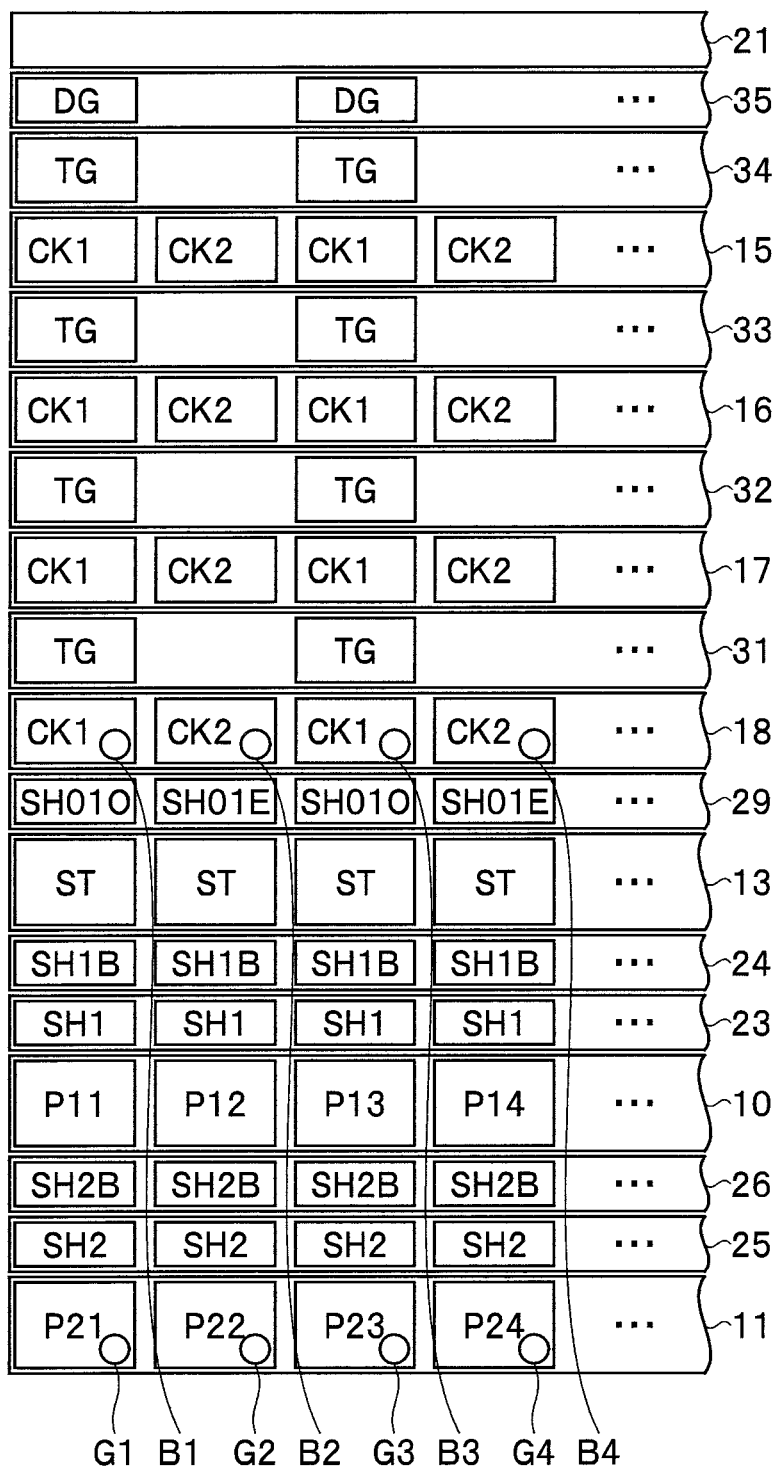 21
DG DG ... 35
TG TG ... 34
CK1 CK2 CK1 CK2 ... 15
TG TG ... 33
CK1 CK2 CK1 CK2 ... 16
TG TG ... 32
CK1 CK2 CK1 CK2 ... 17
TG TG ... 31
CK1 CK2 CK1 CK2 ... 18
SH01O SH01E SH01O SH01E ... 29
ST ST ST ST ... 13
SH1B SH1B SH1B SH1B ... 24
SH1 SH1 SH1 SH1 ... 23
P11 P12 P13 P14 ... 10
SH2B SH2B SH2B SH2B ... 26
SH2 SH2 SH2 SH2 ... 25
P21 P22 P23 P24 ... 11
G1 B1 G2 B2 G3 B3 G4 B4